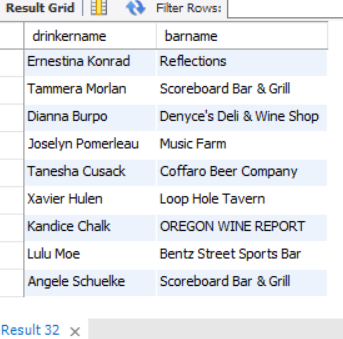 Result Grid Filter Rows:
drinkername barname
Ernestina Konrad Reflections
Tammera Morlan Scoreboard Bar & Grill
Dianna Burpo Denyce's Deli & Wine Shop
Joselyn Pomerleau Music Farm
Tanesha Cusack Coffaro Beer Company
Xavier Hulen Loop Hole Tavern
Kandice Chalk OREGON WINE REPORT
Lulu Moe Bentz Street Sports Bar
Angele Schuelke Scoreboard Bar & Grill
Result 32 ×